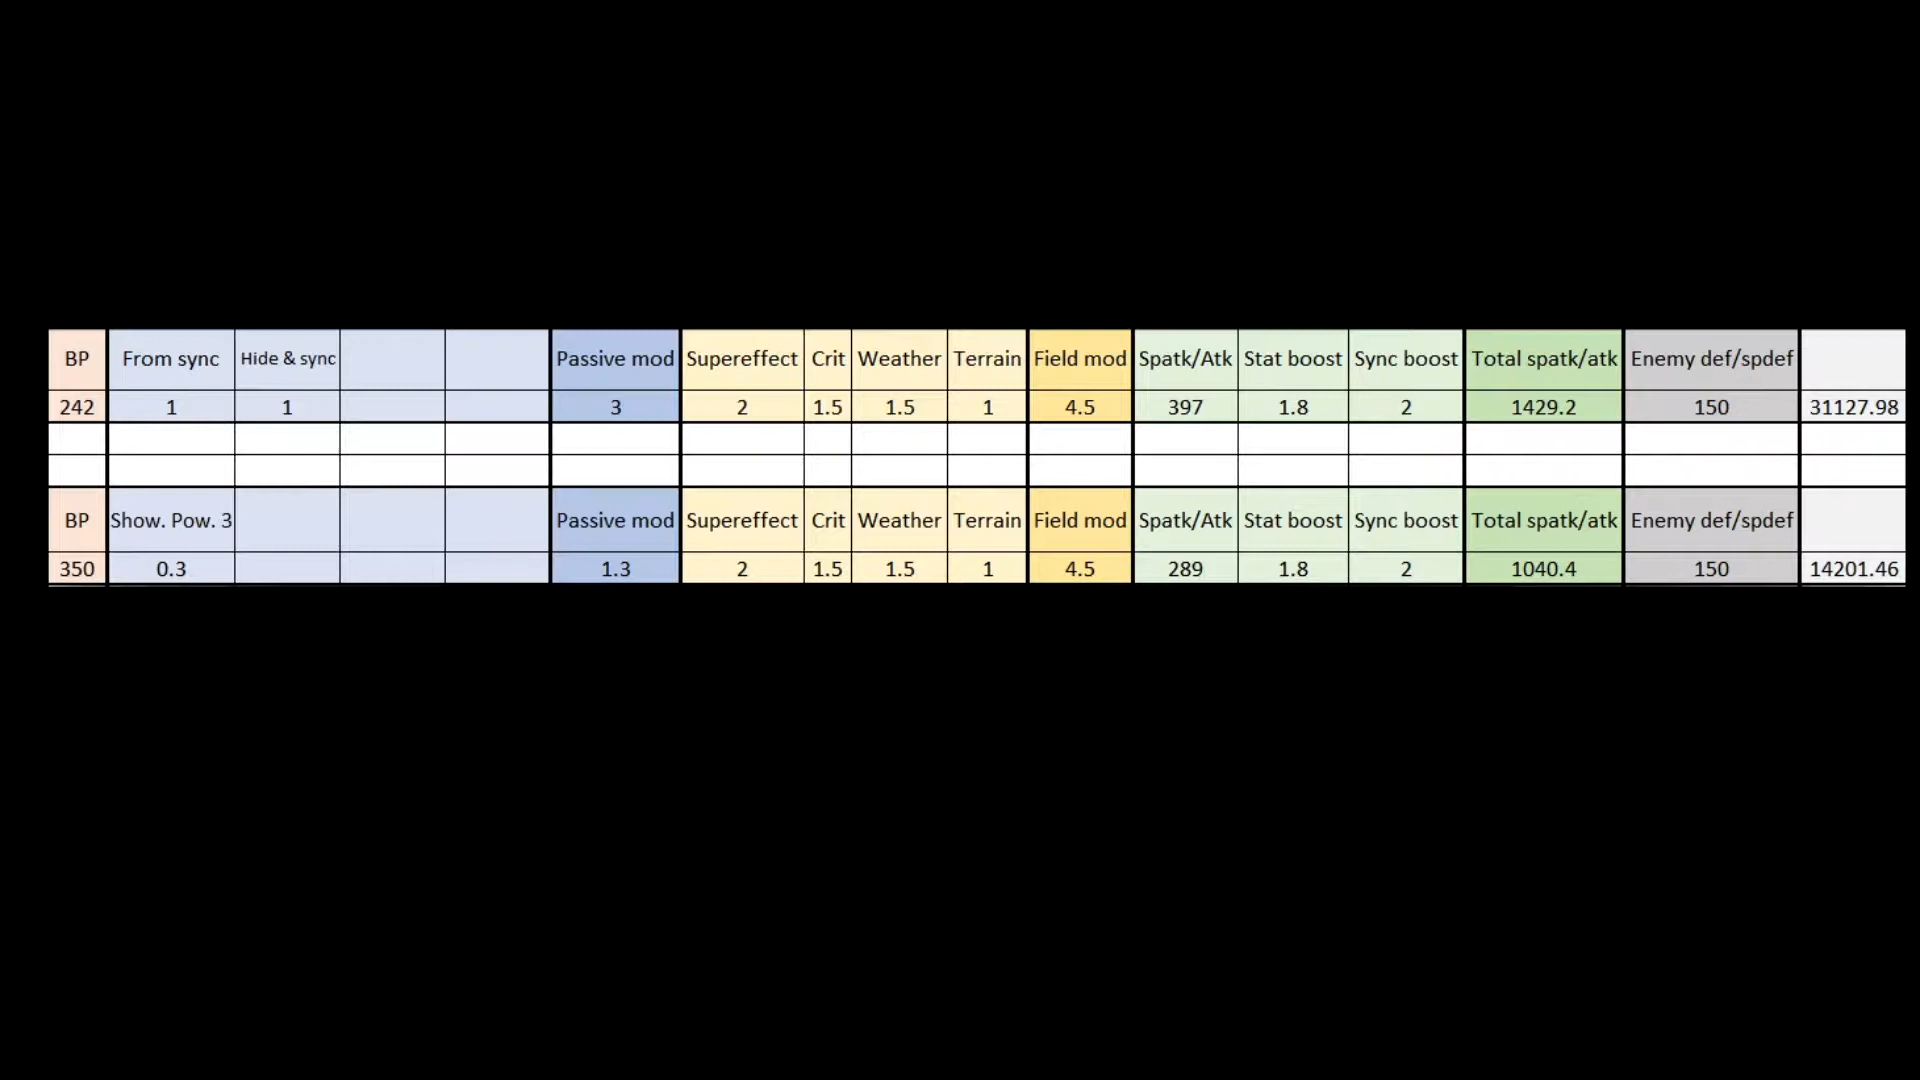 BP From sync Hide & sync Passive mod Supereffect Crit Weather Terrain Field mod Spatk/Atk Stat boost Sync boost Total spatk/atk Enemy def/spdef
242 1 1 3 2 1.5 1.5 1 4.5 397 1.8 2 1429.2 150 31127.98
BP Show. Pow. 3 Passive mod Supereffect Crit Weather Terrain Field mod Spatk/Atk Stat boost Sync boost Total spatk/atk Enemy def/spdef
350 0.3 1.3 2 1.5 1.5 1 4.5 289 1.8 2 1040.4 150 14201.46